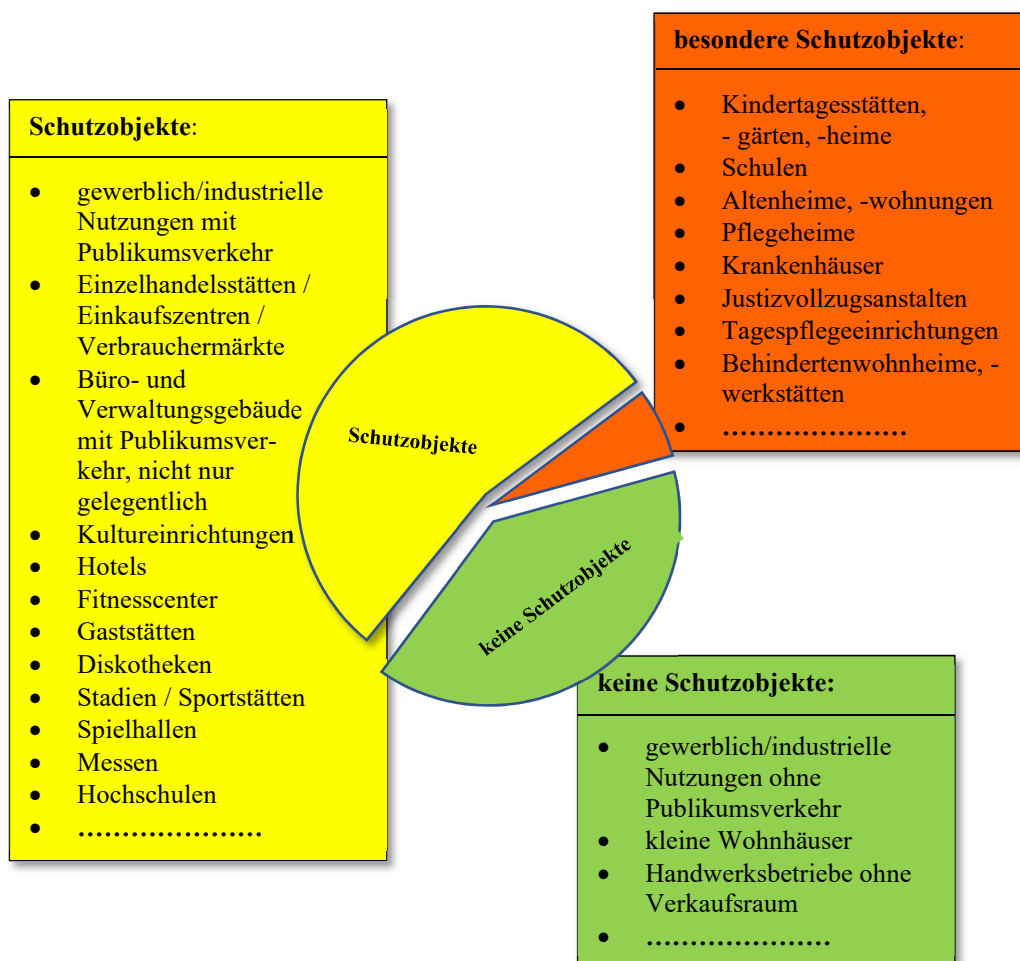 besondere Schutzobjekte:
• Kindertagesstätten,
- gärten, -heime
• Schulen
• Altenheime, -wohnungen
• Pflegeheime
• Krankenhäuser
• Justizvollzugsanstalten
• Tagespflegeeinrichtungen
• Behindertenwohnheime, -
werkstätten
• .....................
Schutzobjekte:
• gewerblich/industrielle
Nutzungen mit
Publikumsverkehr
• Einzelhandelsstätten /
Einkaufszentren /
Verbrauchermärkte
• Büro- und
Verwaltungsgebäude
mit Publikumsver-
kehr, nicht nur
gelegentlich
• Kultureinrichtungen
• Hotels
• Fitnesscenter
• Gaststätten
• Diskotheken
• Stadien / Sportstätten
• Spielhallen
• Messen
• Hochschulen
• .....................
Schutzobjekte
keine Schutzobjekte
keine Schutzobjekte:
• gewerblich/industrielle
Nutzungen ohne
Publikumsverkehr
• kleine Wohnhäuser
• Handwerksbetriebe ohne
Verkaufsraum
• .....................